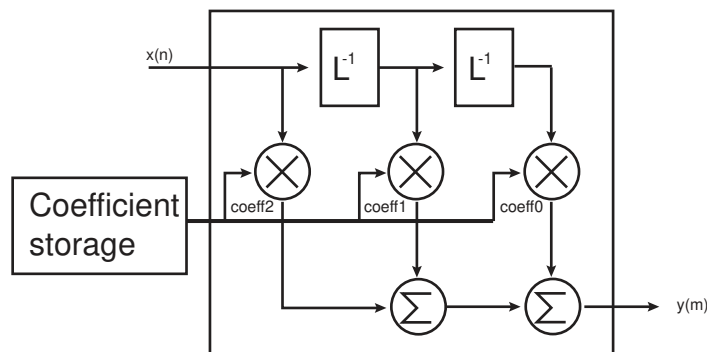 x(n)
L-1
L-1
Coefficient
storage
coeff2
coeff1
coeff0
Σ
Σ
y(m)